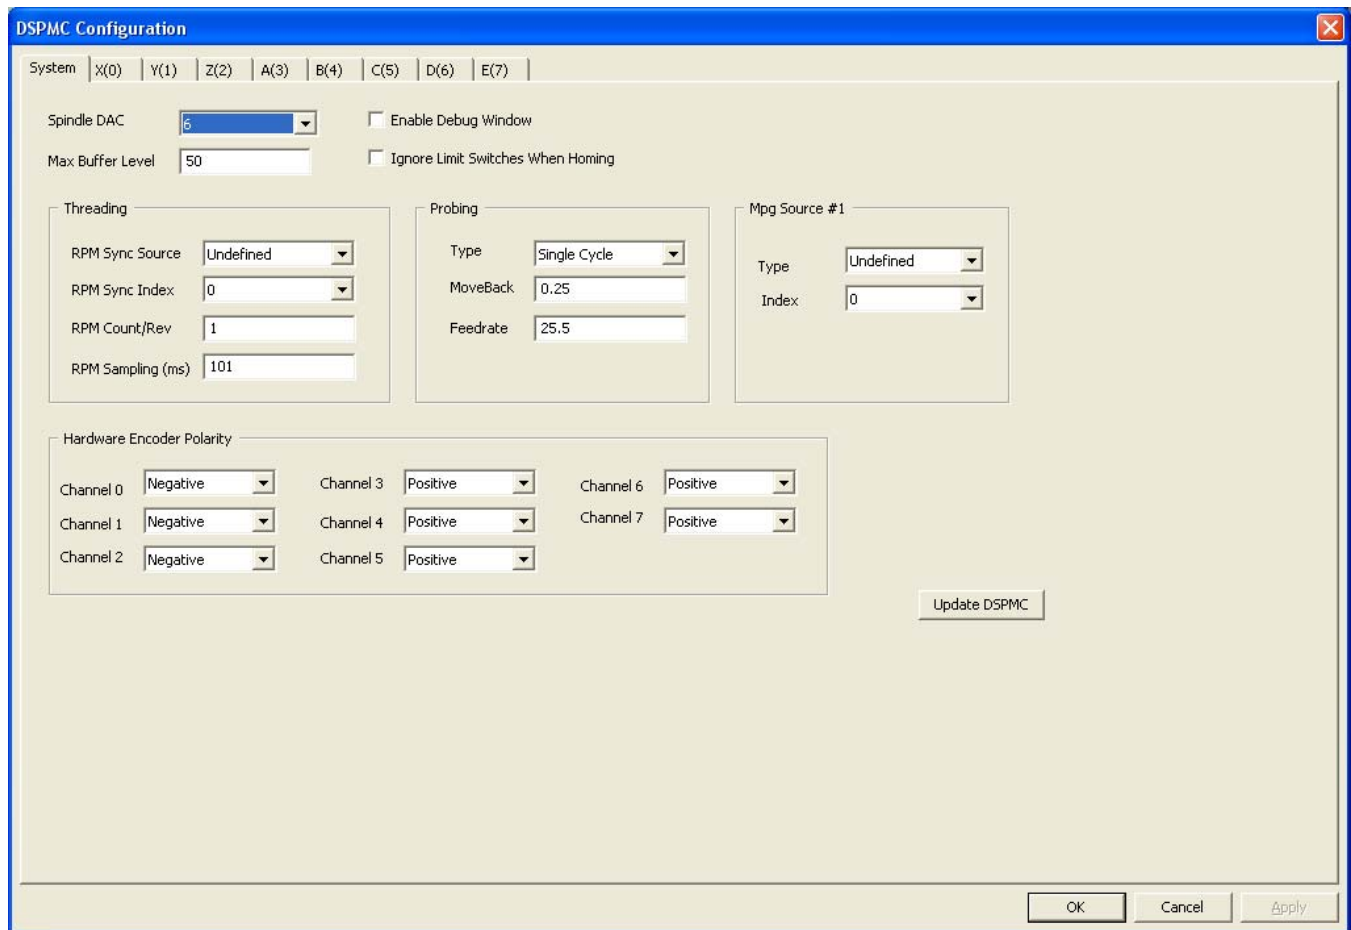 DSPMC Configuration
System X(0) Y(1) Z(2) A(3) B(4) C(5) D(6) E(7)
Spindle DAC 6 Enable Debug Window
Max Buffer Level 50 Ignore Limit Switches When Homing
Threading
RPM Sync Source Undefined
RPM Sync Index 0
RPM Count/Rev 1
RPM Sampling (ms) 101
Probing
Type Single Cycle
MoveBack 0.25
Feedrate 25.5
Mpg Source #1
Type Undefined
Index 0
Hardware Encoder Polarity
Channel 0 Negative Channel 3 Positive Channel 6 Positive
Channel 1 Negative Channel 4 Positive Channel 7 Positive
Channel 2 Negative Channel 5 Positive
Update DSPMC
OK Cancel Apply